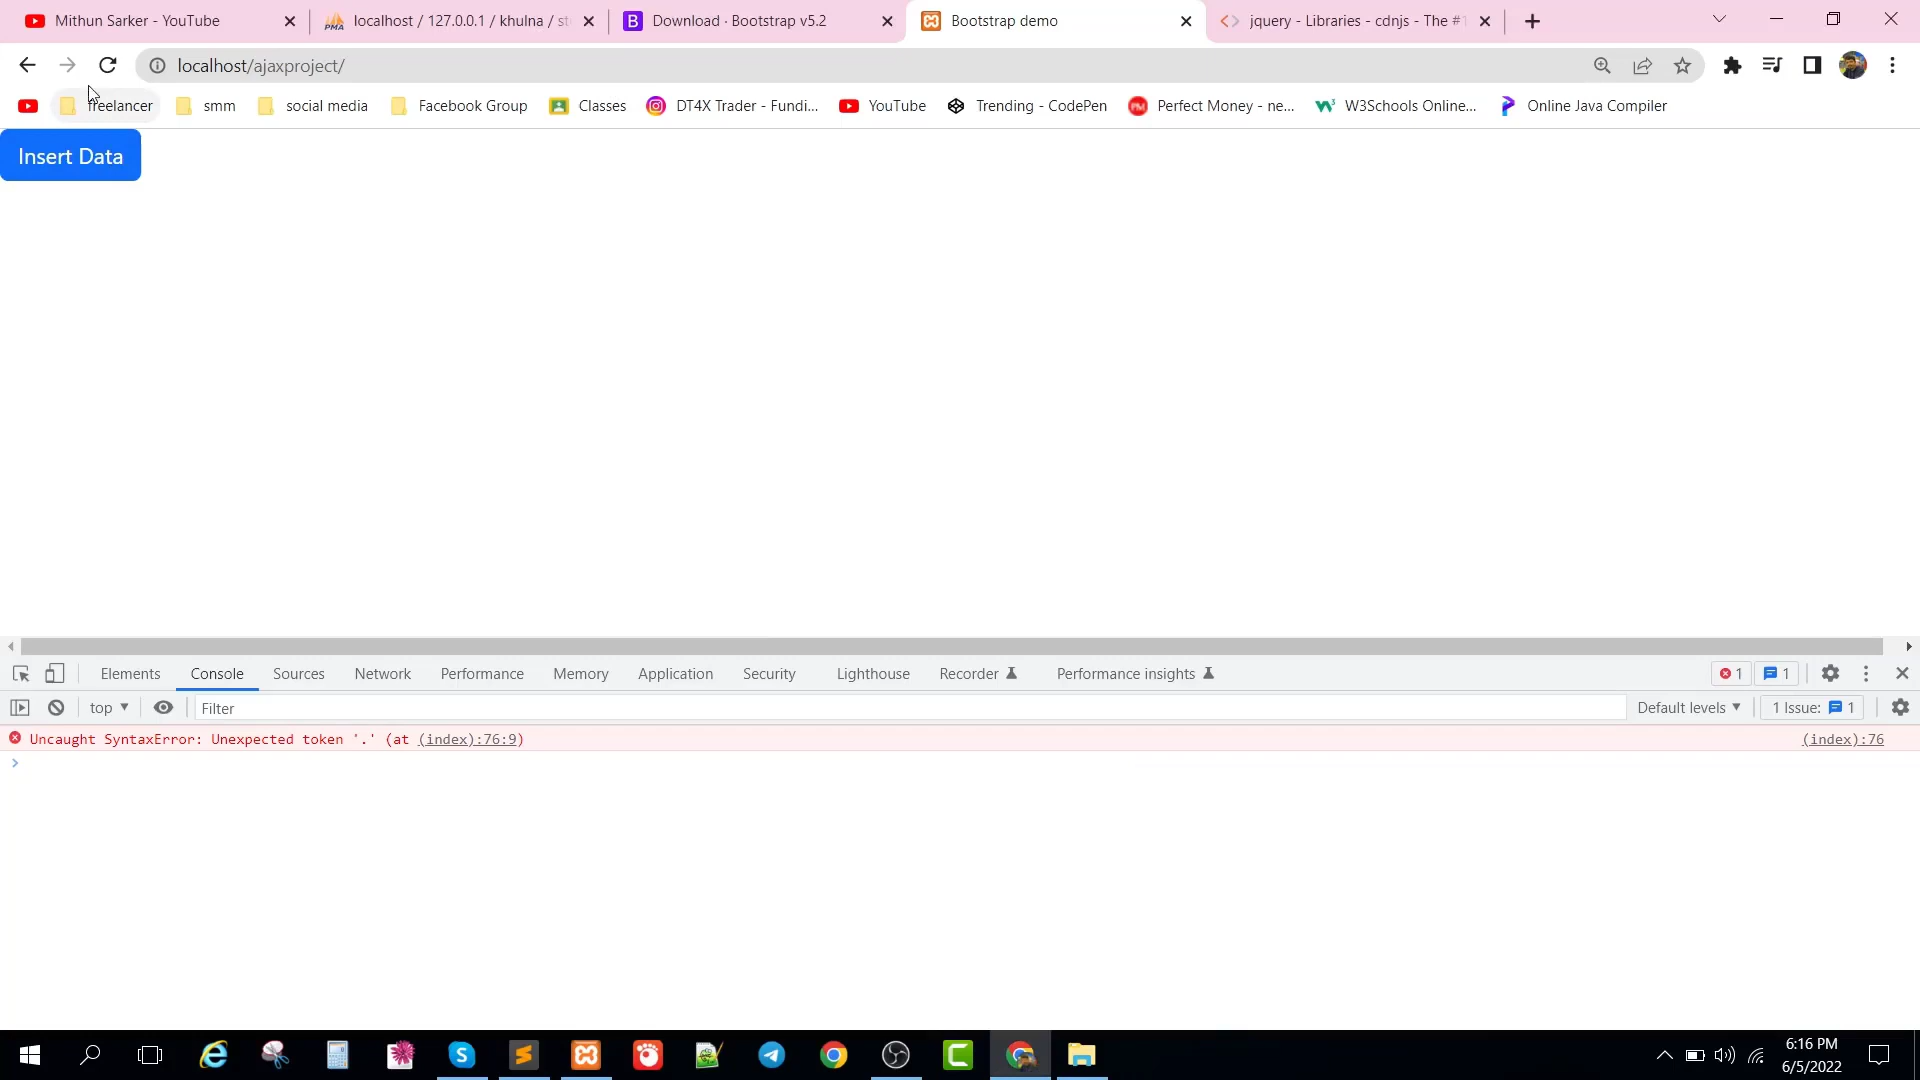 Mithun Sarker - YouTube
localhost / 127.0.0.1 / khulna / st
Download · Bootstrap v5.2
Bootstrap demo
jquery - Libraries - cdnjs - The #1
localhost/ajaxproject/
freelancer
smm
social media
Facebook Group
Classes
DT4X Trader - Fundi...
YouTube
Trending - CodePen
Perfect Money - ne...
W3Schools Online...
Online Java Compiler
Insert Data
Elements
Console
Sources
Network
Performance
Memory
Application
Security
Lighthouse
Recorder
Performance insights
1
1
top
Filter
Default levels
1 Issue:
1
Uncaught SyntaxError: Unexpected token '.' (at (index):76:9)
(index):76
6:16 PM
6/5/2022